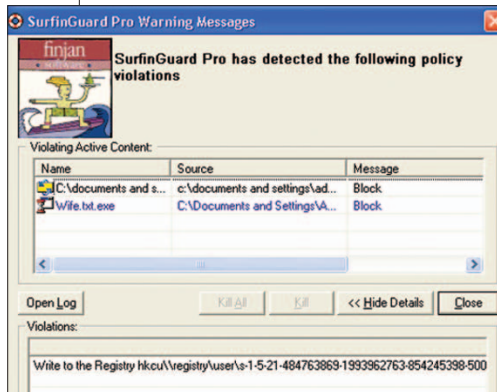 SurfinGuard Pro Warning Messages
finjan
software
SurfinGuard Pro has detected the following policy violations
Violating Active Content:
Name Source Message
C:\documents and s... c:\documents and settings\ad... Block
Wife.txt.exe C:\Documents and Settings\A... Block
Open Log Kill All Kill << Hide Details Close
Violations:
Write to the Registry hkcu\\registry\user\s-1-5-21-484763869-1993962763-854245398-500